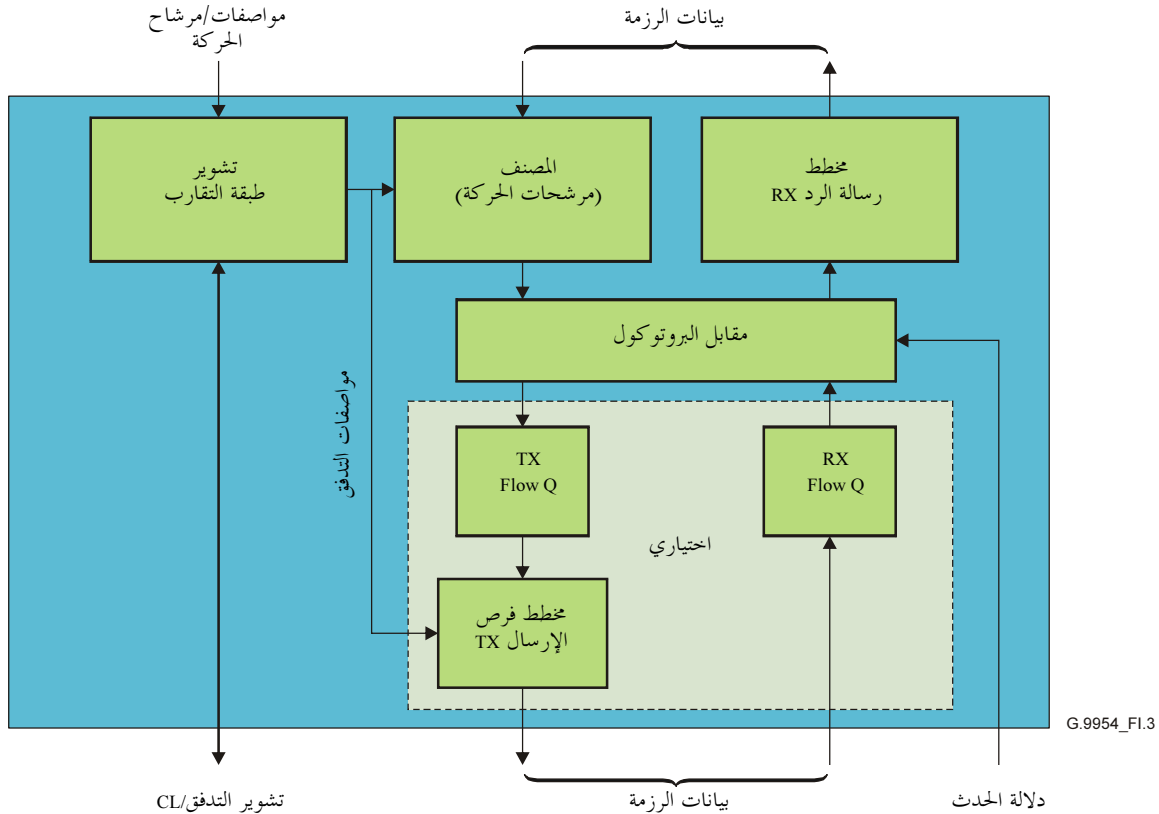 مواصفات/مرشاح
الحركة
بيانات الرزمة
تشوير
طبقة التقارب
المصنف
(مرشحات الحركة)
مخطط
رسالة الرد RX
مقابل البروتوكول
مواصفات التدفق
TX
Flow Q
RX
Flow Q
اختياري
مخطط فرص
الإرسال TX
G.9954_FI.3
تشوير التدفق/CL
بيانات الرزمة
دلالة الحدث